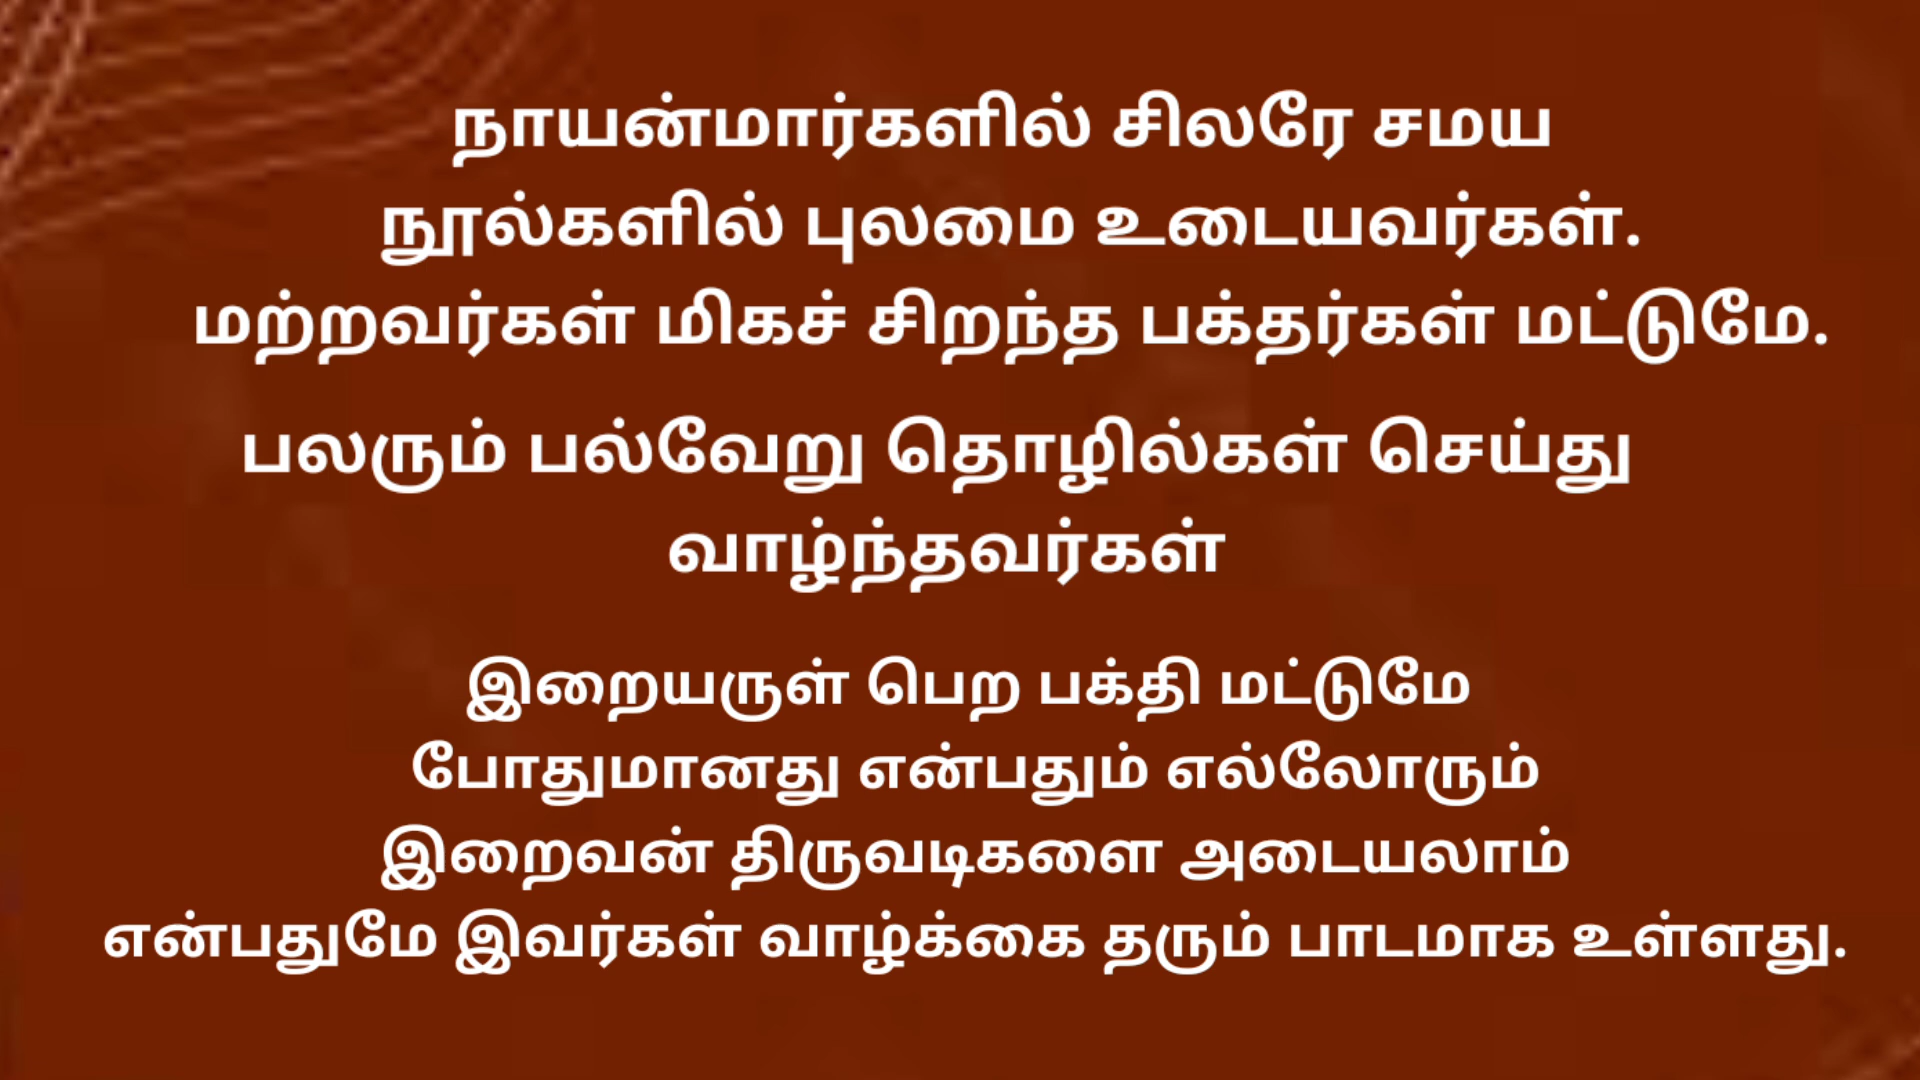 நாயன்மார்களில் சிலரே சமய
நூல்களில் புலமை உடையவர்கள்.
மற்றவர்கள் மிகச் சிறந்த பக்தர்கள் மட்டுமே.
பலரும் பல்வேறு தொழில்கள் செய்து
வாழ்ந்தவர்கள்
இறையருள் பெற பக்தி மட்டுமே
போதுமானது என்பதும் எல்லோரும்
இறைவன் திருவடிகளை அடையலாம்
என்பதுமே இவர்கள் வாழ்க்கை தரும் பாடமாக உள்ளது.